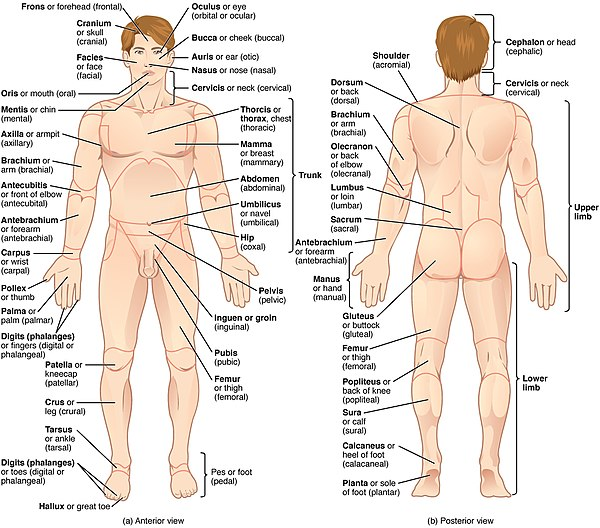 Frons or forehead (frontal)
Cranium
or skull
(cranial)
Facies
or face
(facial)
Oris or mouth (oral)
Mentis or chin
(mental)
Axilla or armpit
(axillary)
Brachium or
arm (brachial)
Antecubitis
or front of elbow
(antecubital)
Antebrachium
or forearm
(antebrachial)
Carpus
or wrist
(carpal)
Pollex
or thumb
Palma or
palm (palmar)
Digits (phalanges)
or fingers (digital or
phalangeal)
Patella or
kneecap
(patellar)
Crus or
leg (crural)
Tarsus
or ankle
(tarsal)
Digits (phalanges)
or toes (digital or
phalangeal)
Hallux or great toe
Oculus or eye
(orbital or ocular)
Bucca or cheek (buccal)
Auris or ear (otic)
Nasus or nose (nasal)
Cervicis or neck (cervical)
Thorcis or
thorax, chest
(thoracic)
Mamma
or breast
(mammary)
Abdomen
(abdominal)
Umbilicus
or navel
(umbilical)
Hip
(coxal)
Trunk
Pelvis
(pelvic)
Inguen or groin
(inguinal)
Pubis
(pubic)
Femur
or thigh
(femoral)
Pes or foot
(pedal)
(a) Anterior view
Shoulder
(acromial)
Dorsum
or back
(dorsal)
Brachium
or arm
(brachial)
Olecranon
or back
of elbow
(olecranal)
Lumbus
or loin
(lumbar)
Sacrum
(sacral)
Antebrachium
or forearm
(antebrachial)
Manus
or hand
(manual)
Gluteus
or buttock
(gluteal)
Femur
or thigh
(femoral)
Popliteus or
back of knee
(popliteal)
Sura
or calf
(sural)
Calcaneus or
heel of foot
(calacaneal)
Planta or sole
of foot (plantar)
Cephalon or head
(cephalic)
Cervicis or neck
(cervical)
Upper
limb
Lower
limb
(b) Posterior view